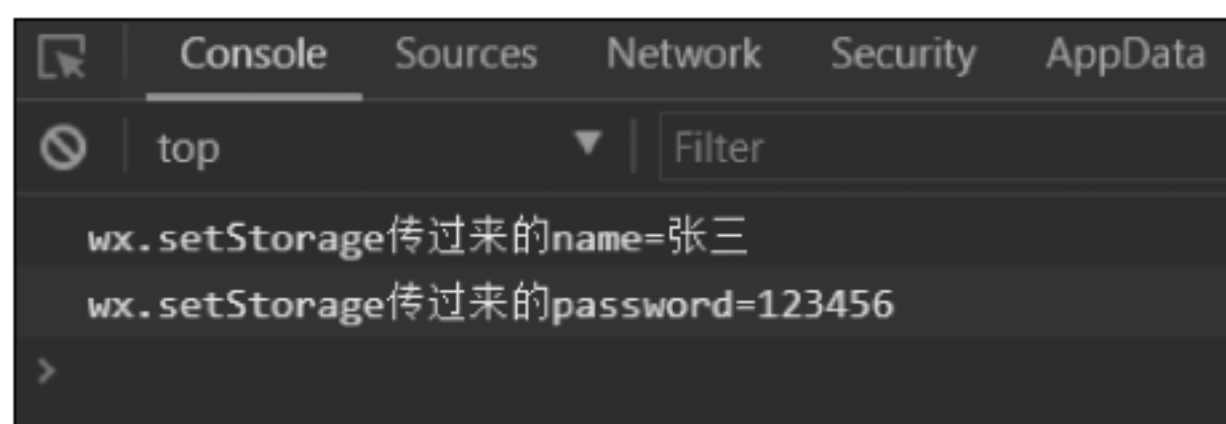 Console Sources Network Security AppData
top Filter
wx.setStorage传过来的name=张三
wx.setStorage传过来的password=123456
>